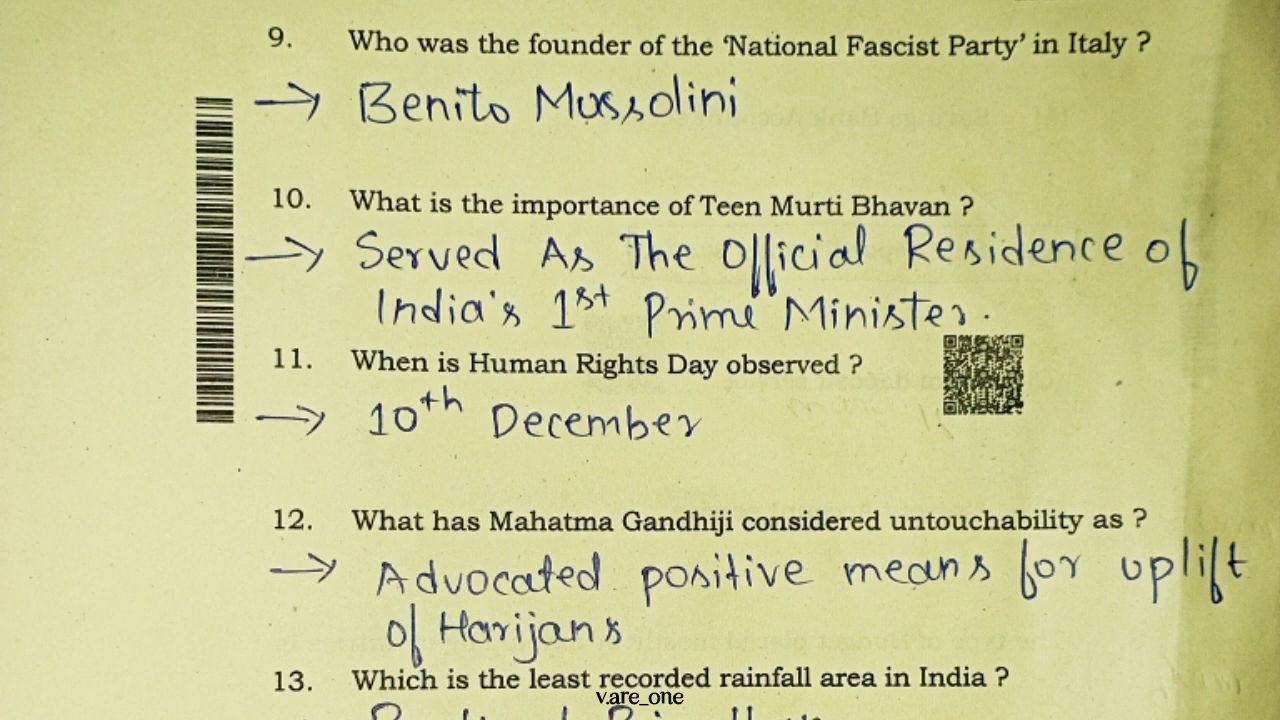 9. Who was the founder of the ‘National Fascist Party’ in Italy ?
→ Benito Mussolini
10. What is the importance of Teen Murti Bhavan ?
→ Served As The Official Residence of
India's 1st Prime Minister.
11. When is Human Rights Day observed ?
→ 10th December
12. What has Mahatma Gandhiji considered untouchability as ?
→ Advocated positive means for uplift
of Harijans
13. Which is the least recorded rainfall area in India ?
v.are_one